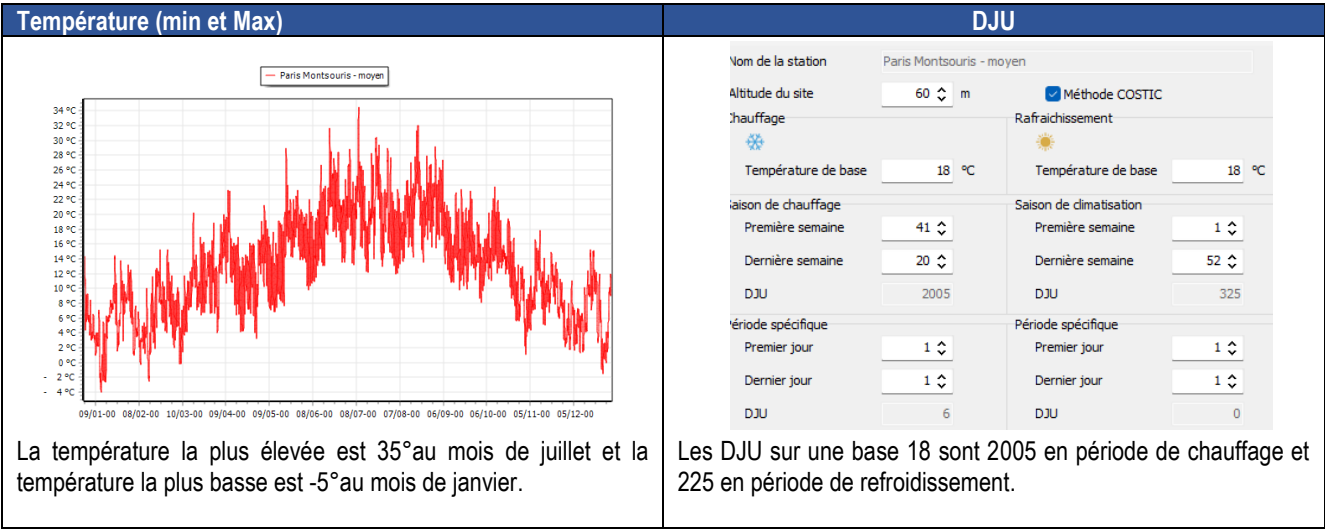 Température (min et Max)
DJU
Paris Montsouris - moyen
34 °C
32 °C
30 °C
28 °C
26 °C
24 °C
22 °C
20 °C
18 °C
16 °C
14 °C
12 °C
10 °C
8 °C
6 °C
4 °C
2 °C
0 °C
- 2 °C
- 4 °C
09/01-00 08/02-00 10/03-00 09/04-00 09/05-00 08/06-00 08/07-00 07/08-00 06/09-00 06/10-00 05/11-00 05/12-00
La température la plus élevée est 35°au mois de juillet et la
température la plus basse est -5°au mois de janvier.
Nom de la station Paris Montsouris - moyen
Altitude du site 60 m Méthode COSTIC
Chauffage Rafraichissement
Température de base 18 °C Température de base 18 °C
Saison de chauffage Saison de climatisation
Première semaine 41 Première semaine 1
Dernière semaine 20 Dernière semaine 52
DJU 2005 DJU 325
Période spécifique Période spécifique
Premier jour 1 Premier jour 1
Dernier jour 1 Dernier jour 1
DJU 6 DJU 0
Les DJU sur une base 18 sont 2005 en période de chauffage et
225 en période de refroidissement.